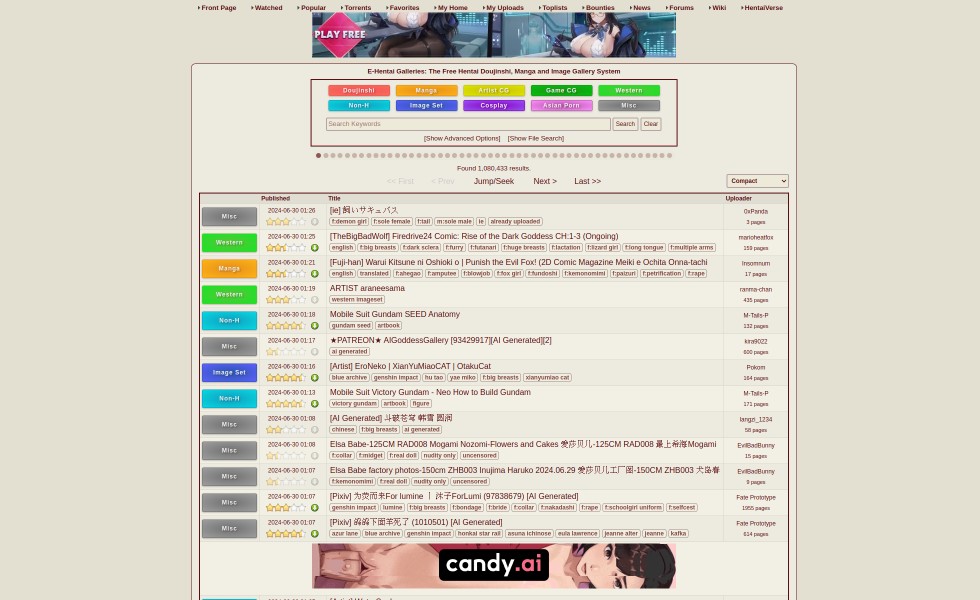 Front Page Watched Popular Torrents Favorites My Home My Uploads Toplists Bounties News Forums Wiki HentaiVerse
PLAY FREE
E-Hentai Galleries: The Free Hentai Doujinshi, Manga and Image Gallery System
Doujinshi Manga Artist CG Game CG Western
Non-H Image Set Cosplay Asian Porn Misc
Search Keywords Search Clear
[Show Advanced Options] [Show File Search]
Found 1,080,433 results.
<< First < Prev Jump/Seek Next > Last >> Compact
Published Title Uploader
Misc 2024-06-30 01:26 [ie] 飼いサキュバス 0xPanda
f:demon girl f:sole female f:tail m:sole male ie already uploaded 3 pages
Western 2024-06-30 01:25 [TheBigBadWolf] Firedrive24 Comic: Rise of the Dark Goddess CH:1-3 (Ongoing) marioheatfox
english f:big breasts f:dark sclera f:furry f:futanari f:huge breasts f:lactation f:lizard girl f:long tongue f:multiple arms 159 pages
Manga 2024-06-30 01:21 [Fuji-han] Warui Kitsune ni Oshioki o | Punish the Evil Fox! (2D Comic Magazine Meiki e Ochita Onna-tachi Insomnum
english translated f:ahegao f:amputee f:blowjob f:fox girl f:fundoshi f:kemonomimi f:paizuri f:petrification f:rape 17 pages
Western 2024-06-30 01:19 ARTIST araneesama ranma-chan
western imageset 435 pages
Non-H 2024-06-30 01:18 Mobile Suit Gundam SEED Anatomy M-Tails-P
gundam seed artbook 132 pages
Misc 2024-06-30 01:17 ★PATREON★ AIGoddessGallery [93429917][AI Generated][2] kira9022
ai generated 600 pages
Image Set 2024-06-30 01:16 [Artist] EroNeko | XianYuMiaoCAT | OtakuCat Pokom
blue archive genshin impact hu tao yae miko f:big breasts xianyumiao cat 164 pages
Non-H 2024-06-30 01:13 Mobile Suit Victory Gundam - Neo How to Build Gundam M-Tails-P
victory gundam artbook figure 171 pages
Misc 2024-06-30 01:08 [AI Generated] 斗破苍穹 韩雪 圆润 langzi_1234
chinese f:big breasts ai generated 58 pages
Misc 2024-06-30 01:08 Elsa Babe-125CM RAD008 Mogami Nozomi-Flowers and Cakes 爱莎贝儿-125CM RAD008 最上希海Mogami EvilBadBunny
f:collar f:midget f:real doll nudity only uncensored 15 pages
Misc 2024-06-30 01:07 Elsa Babe factory photos-150cm ZHB003 Inujima Haruko 2024.06.29 爱莎贝儿工厂图-150CM ZHB003 犬岛春 EvilBadBunny
f:kemonomimi f:real doll nudity only uncensored 9 pages
Misc 2024-06-30 01:07 [Pixiv] 为荧而来For lumine 丨 沐子ForLumi (97838679) [AI Generated] Fate Prototype
genshin impact lumine f:big breasts f:bondage f:bride f:collar f:nakadashi f:rape f:schoolgirl uniform f:selfcest 1955 pages
Misc 2024-06-30 01:07 [Pixiv] (1010501) [AI Generated] Fate Prototype
azur lane blue archive genshin impact honkai star rail asuna ichinose eula lawrence jeanne alter jeanne kafka 614 pages
candy.ai